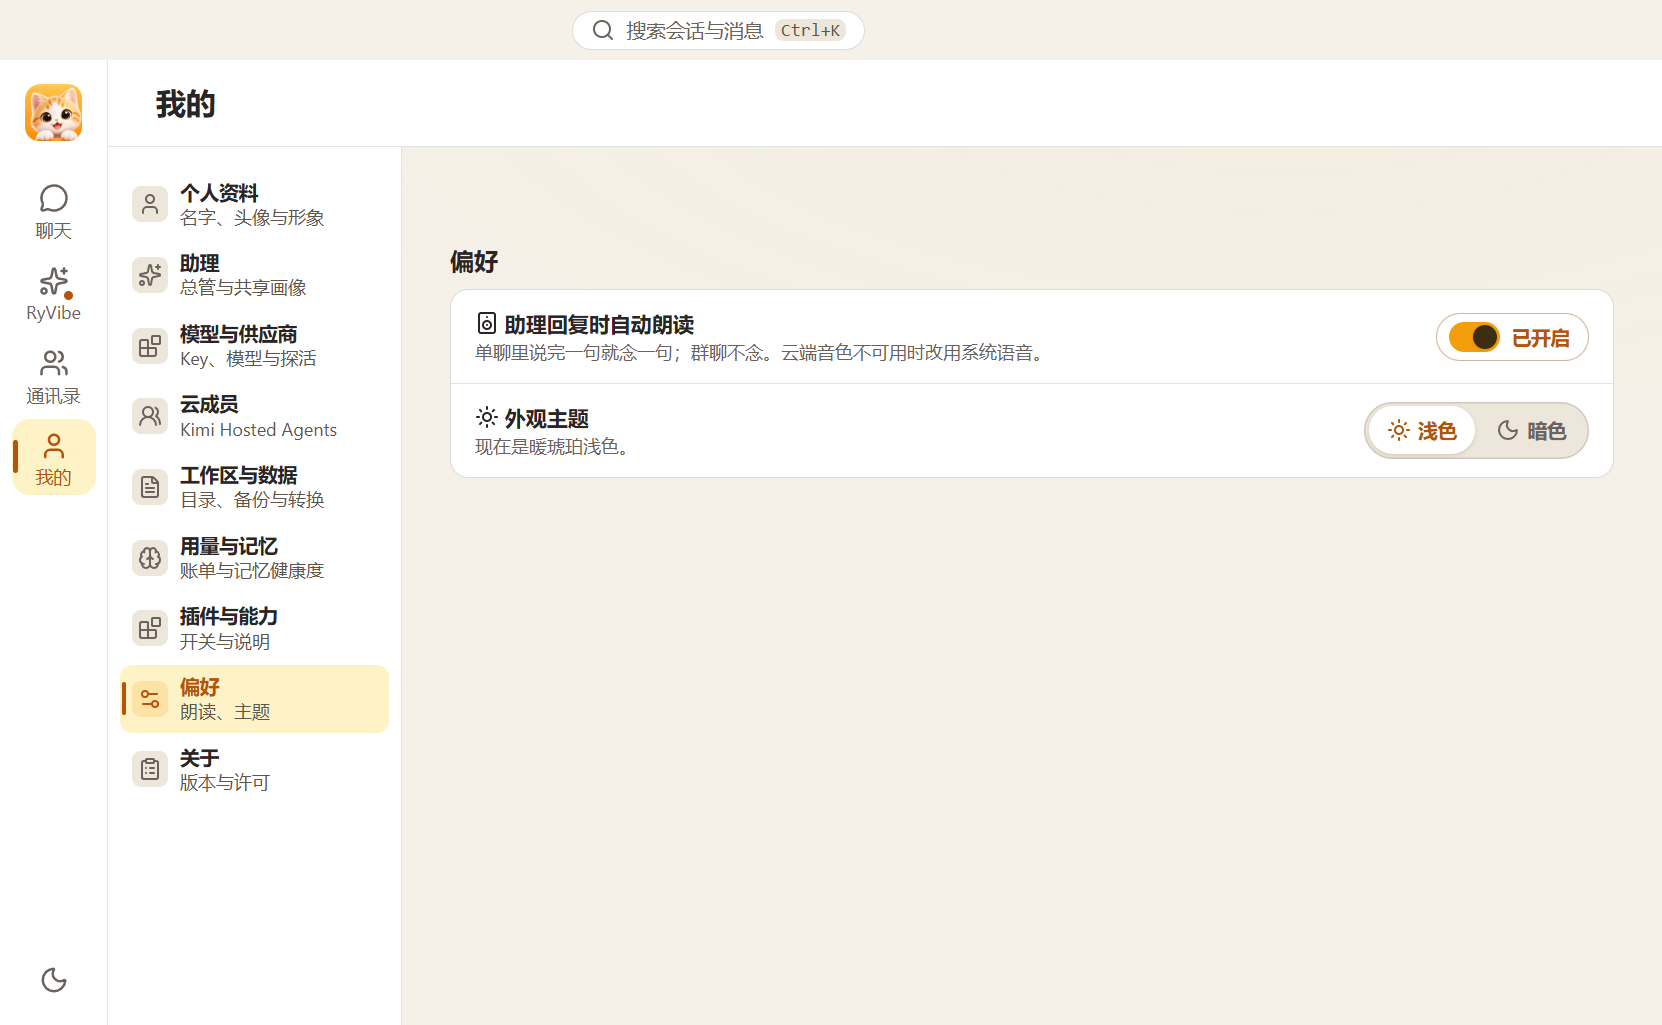 搜索会话与消息 Ctrl+K
我的
聊天
RyVibe
通讯录
我的
个人资料
名字、头像与形象
助理
总管与共享画像
模型与供应商
Key、模型与探活
云成员
Kimi Hosted Agents
工作区与数据
目录、备份与转换
用量与记忆
账单与记忆健康度
插件与能力
开关与说明
偏好
朗读、主题
关于
版本与许可
偏好
助理回复时自动朗读
单聊里说完一句就念一句；群聊不念。云端音色不可用时改用系统语音。
已开启
外观主题
现在是暖琥珀浅色。
浅色 暗色